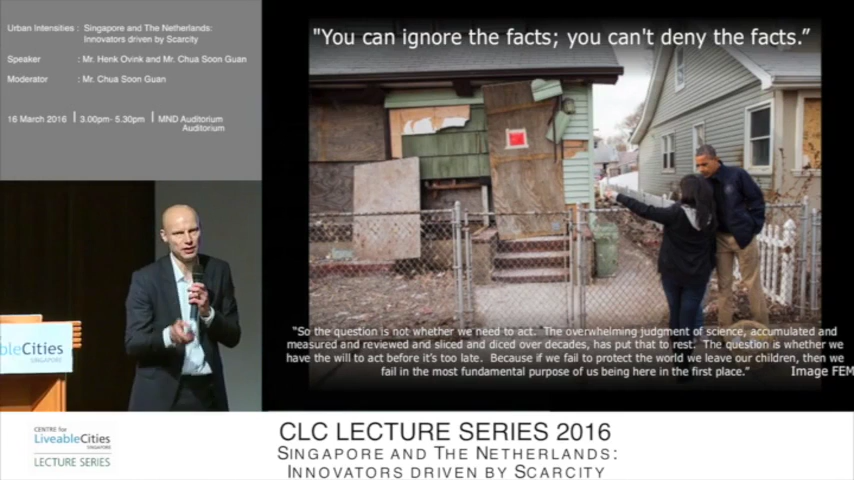 Urban Intensities : Singapore and The Netherlands:
Innovators driven by Scarcity
Speaker : Mr. Henk Ovink and Mr. Chua Soon Guan
Moderator : Mr. Chua Soon Guan
16 March 2016 | 3.00pm- 5.30pm | MND Auditorium
Auditorium
"You can ignore the facts; you can't deny the facts.”
"So the question is not whether we need to act. The overwhelming judgment of science, accumulated and
measured and reviewed and sliced and diced over decades, has put that to rest. The question is whether we
have the will to act before it's too late. Because if we fail to protect the world we leave our children, then we
fail in the most fundamental purpose of us being here in the first place.”
Image FEM
bleCities
SINGAPORE
CENTRE for
LiveableCities
SINGAPORE
LECTURE SERIES
CLC LECTURE SERIES 2016
SINGAPORE AND THE NETHERLANDS:
INNOVATORS DRIVEN BY SCARCITY